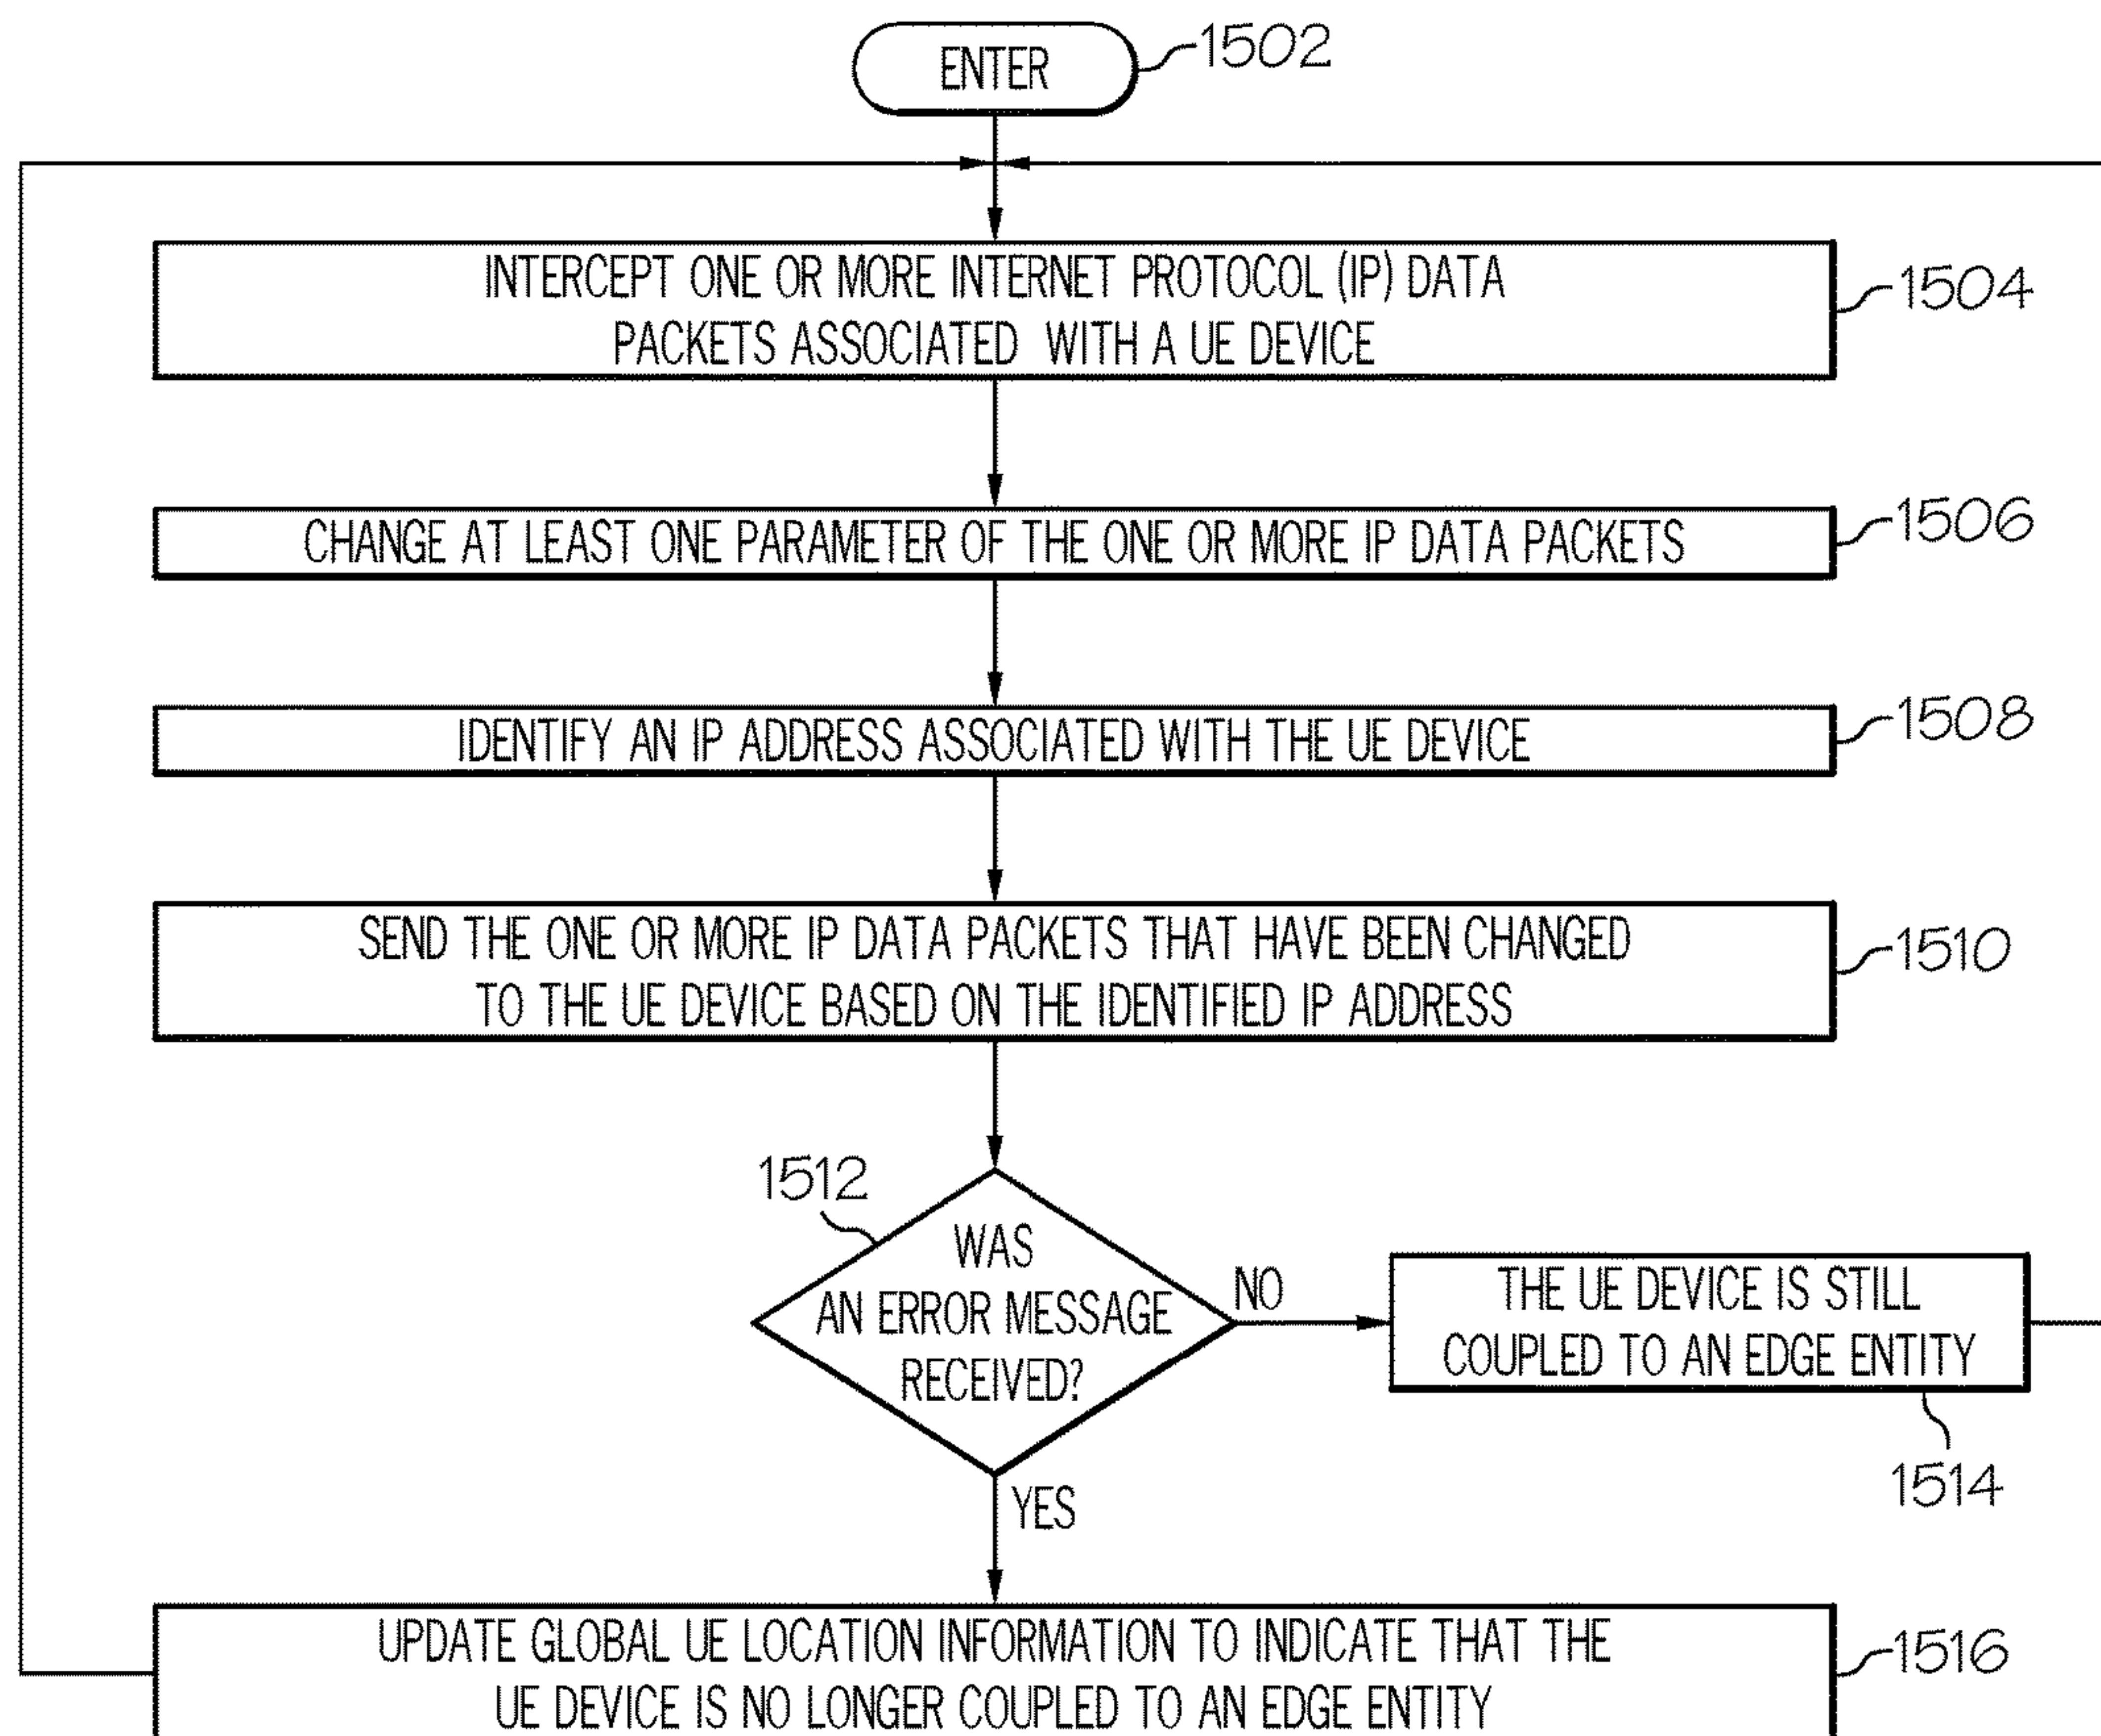 ENTER
1502
INTERCEPT ONE OR MORE INTERNET PROTOCOL (IP) DATA
PACKETS ASSOCIATED WITH A UE DEVICE
1504
CHANGE AT LEAST ONE PARAMETER OF THE ONE OR MORE IP DATA PACKETS
1506
IDENTIFY AN IP ADDRESS ASSOCIATED WITH THE UE DEVICE
1508
SEND THE ONE OR MORE IP DATA PACKETS THAT HAVE BEEN CHANGED
TO THE UE DEVICE BASED ON THE IDENTIFIED IP ADDRESS
1510
1512
WAS
AN ERROR MESSAGE
RECEIVED?
NO
THE UE DEVICE IS STILL
COUPLED TO AN EDGE ENTITY
1514
YES
UPDATE GLOBAL UE LOCATION INFORMATION TO INDICATE THAT THE
UE DEVICE IS NO LONGER COUPLED TO AN EDGE ENTITY
1516